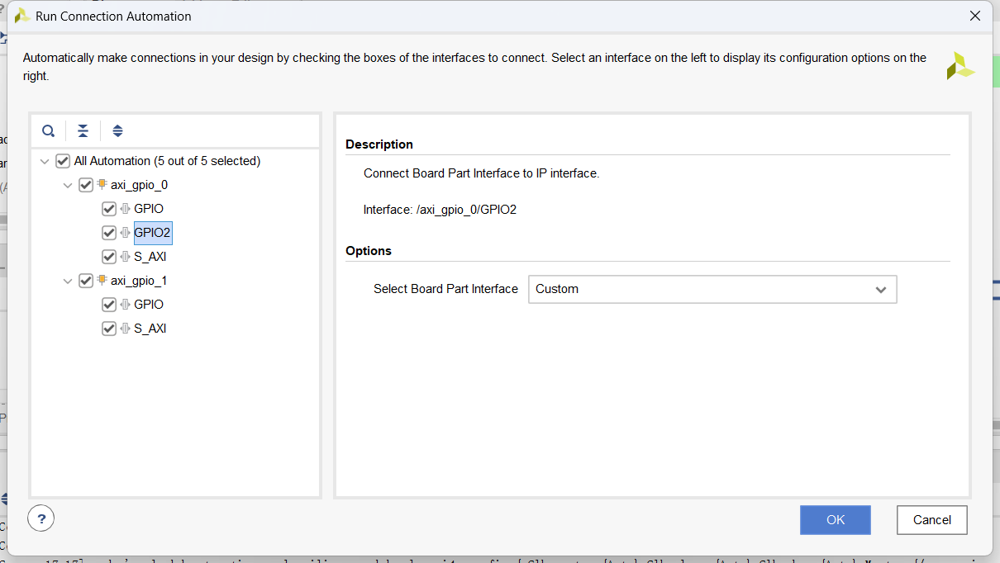 Run Connection Automation
Automatically make connections in your design by checking the boxes of the interfaces to connect. Select an interface on the left to display its configuration options on the
right.
All Automation (5 out of 5 selected)
axi_gpio_0
GPIO
GPIO2
S_AXI
axi_gpio_1
GPIO
S_AXI
Description
Connect Board Part Interface to IP interface.
Interface: /axi_gpio_0/GPIO2
Options
Select Board Part Interface
Custom
?
OK
Cancel